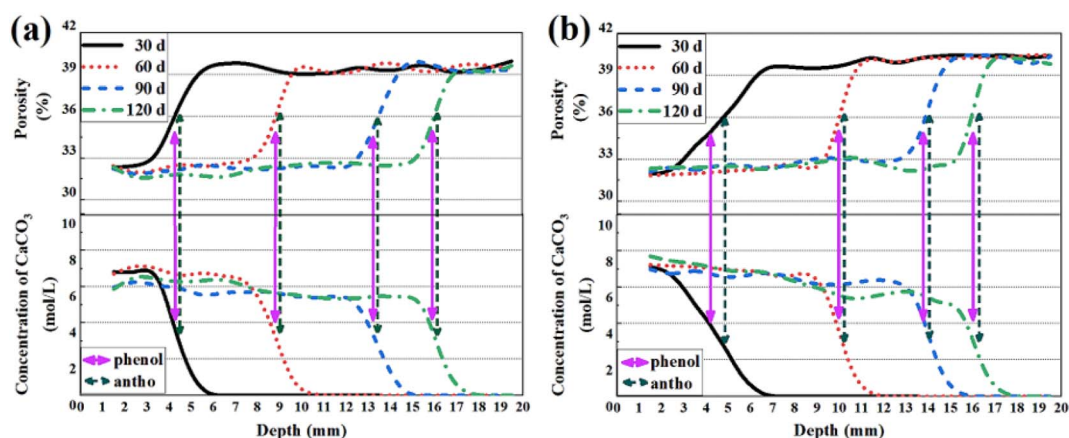 (a)
42
39
36
33
30
Porosity
(%)
30 d
60 d
90 d
120 d
10
8
6
4
2
0
Concentration of CaCO3
(mol/L)
phenol
antho
0 1 2 3 4 5 6 7 8 9 10 11 12 13 14 15 16 17 18 19 20
Depth (mm)
(b)
42
39
36
33
30
Porosity
(%)
30 d
60 d
90 d
120 d
10
8
6
4
2
0
Concentration of CaCO3
(mol/L)
phenol
antho
0 1 2 3 4 5 6 7 8 9 10 11 12 13 14 15 16 17 18 19 20
Depth (mm)